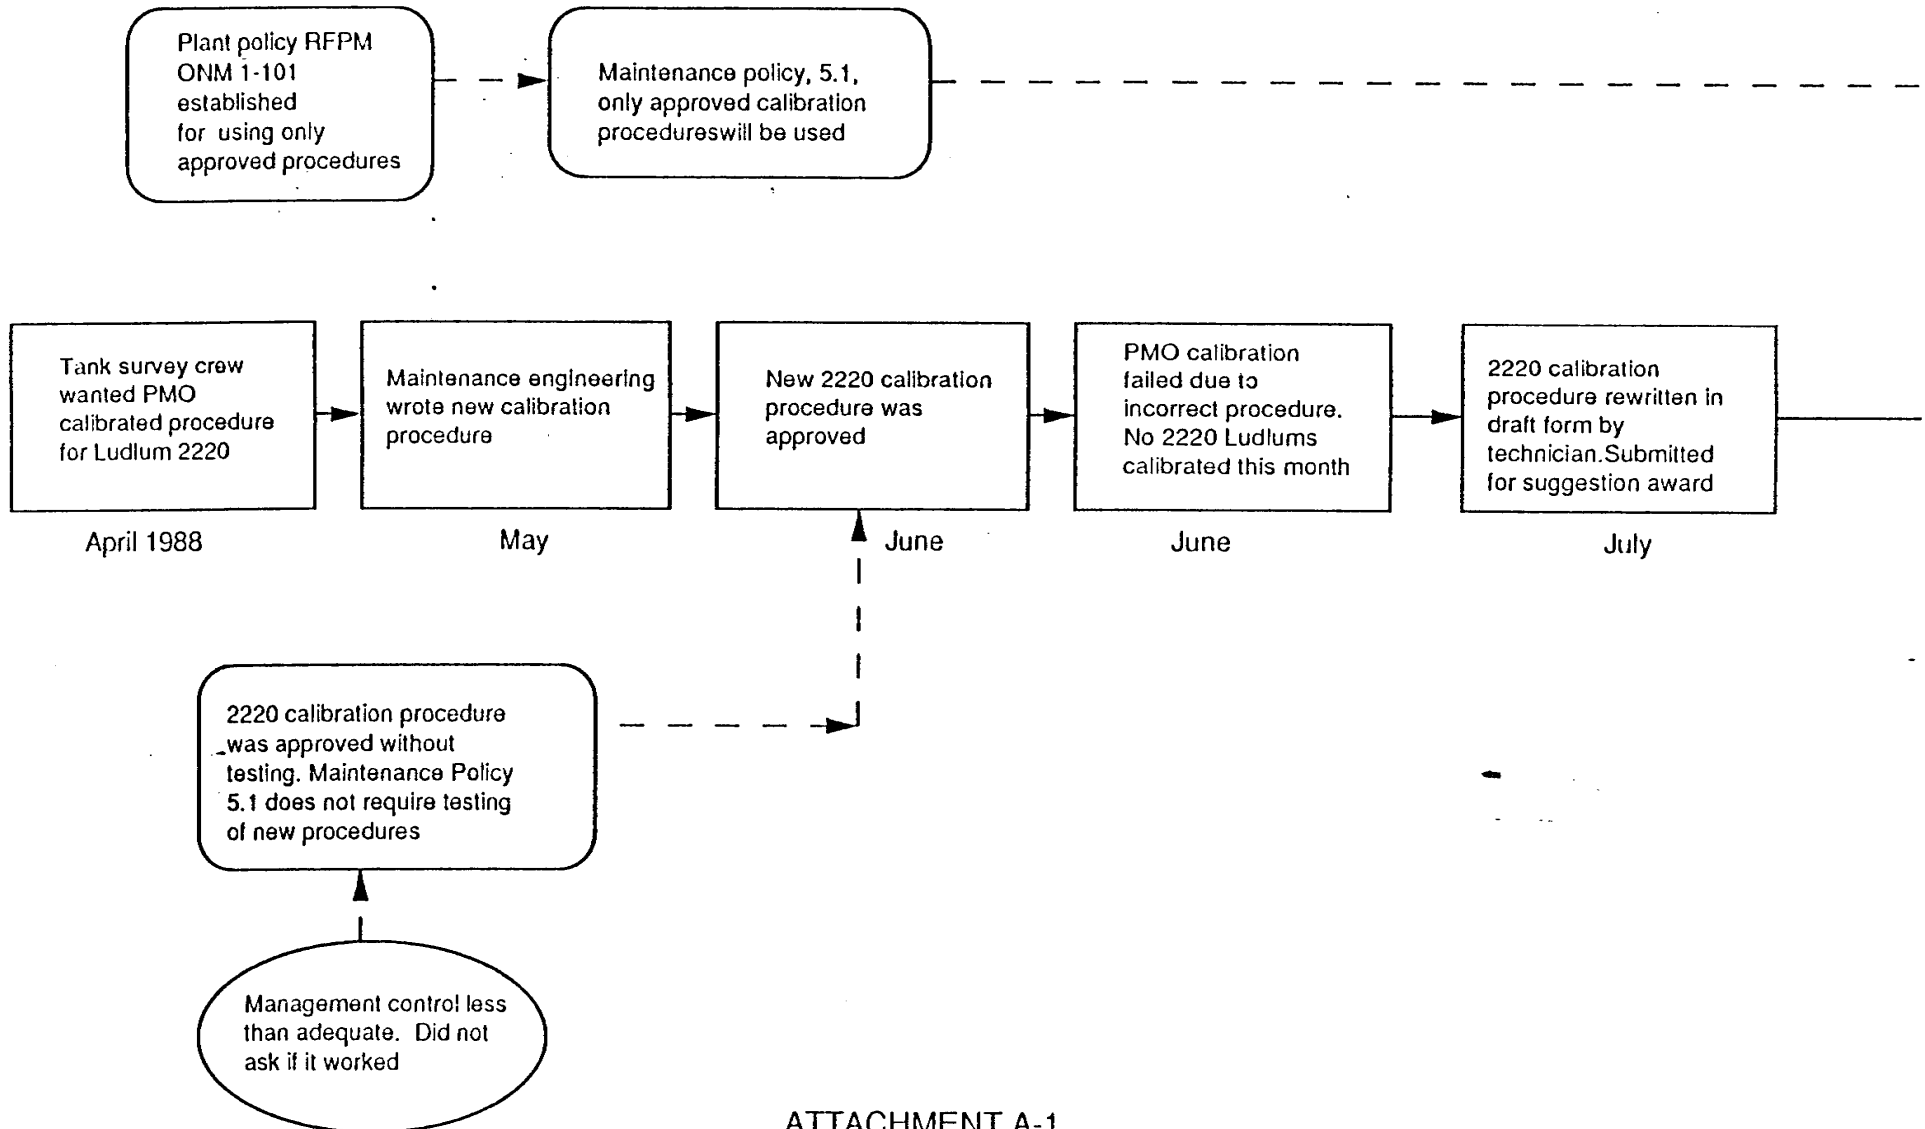 Plant policy RFPM
ONM 1-101
established
for using only
approved procedures
Maintenance policy, 5.1,
only approved calibration
procedureswill be used
Tank survey crew
wanted PMO
calibrated procedure
for Ludlum 2220
April 1988
Maintenance engineering
wrote new calibration
procedure
May
New 2220 calibration
procedure was
approved
June
PMO calibration
failed due to
incorrect procedure.
No 2220 Ludlums
calibrated this month
June
2220 calibration
procedure rewritten in
draft form by
technician.Submitted
for suggestion award
July
2220 calibration procedure
was approved without
testing. Maintenance Policy
5.1 does not require testing
of new procedures
Management control less
than adequate. Did not
ask if it worked
ATTACHMENT A-1